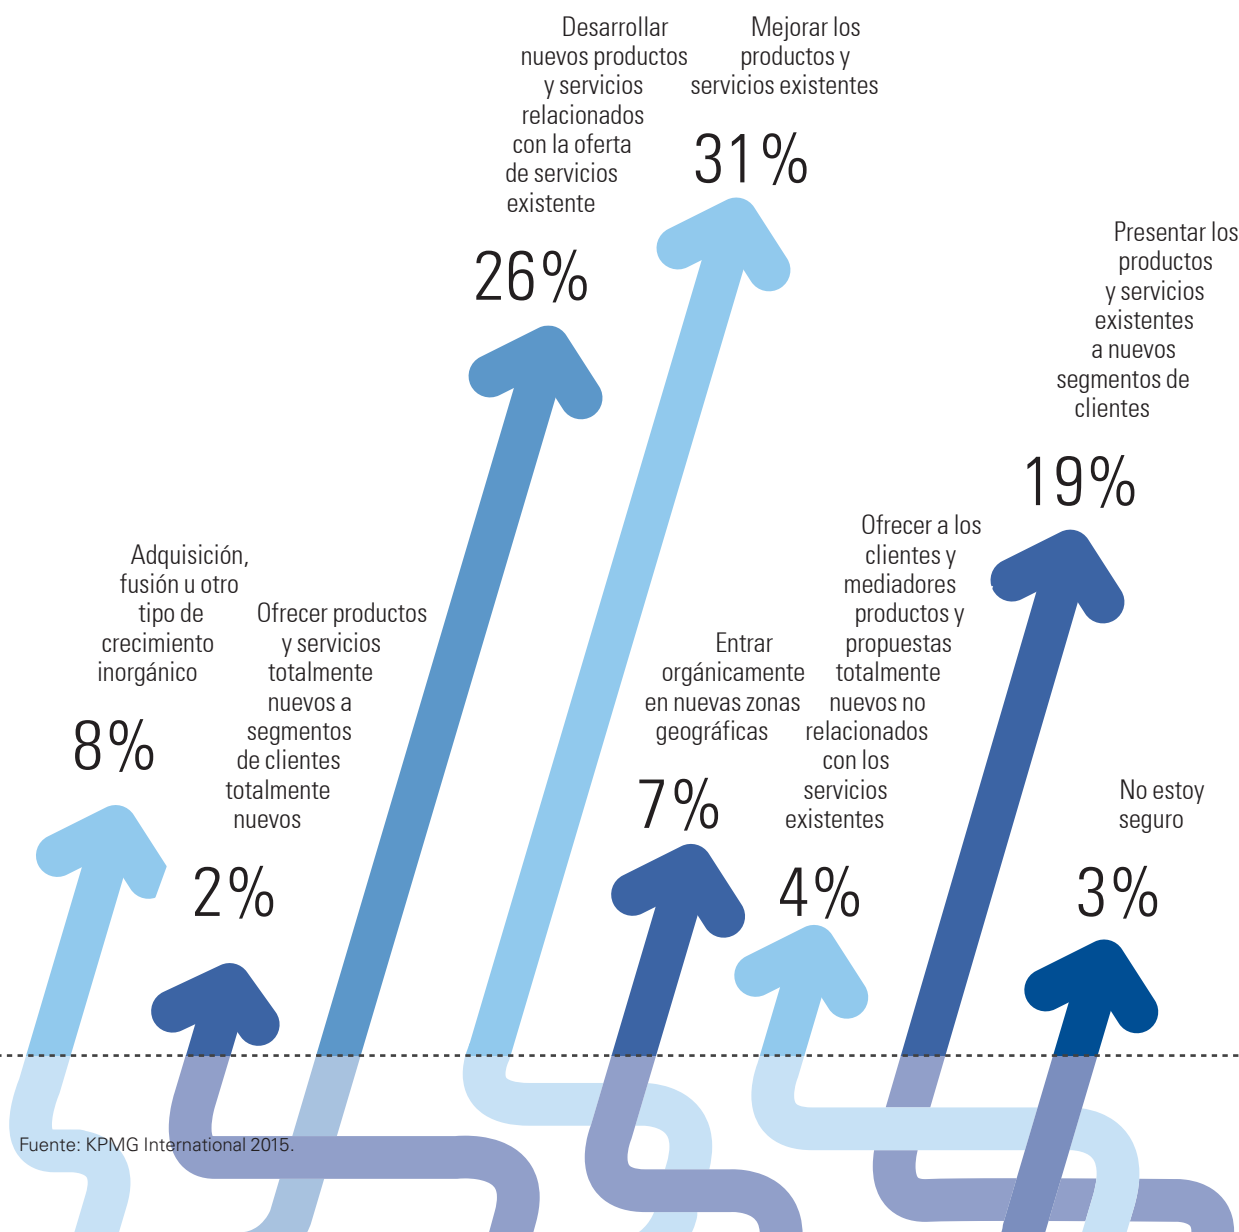 Adquisición,
fusión u otro
tipo de
crecimiento
inorgánico
8%
Ofrecer productos
y servicios
totalmente
nuevos a
segmentos
de clientes
totalmente
nuevos
2%
Desarrollar
nuevos productos
y servicios
relacionados
con la oferta
de servicios
existente
26%
Mejorar los
productos y
servicios existentes
31%
Entrar
orgánicamente
en nuevas zonas
geográficas
7%
Ofrecer a los
clientes y
mediadores
productos y
propuestas
totalmente
nuevos no
relacionados
con los
servicios
existentes
4%
Presentar los
productos
y servicios
existentes
a nuevos
segmentos de
clientes
19%
No estoy
seguro
3%
Fuente: KPMG International 2015.